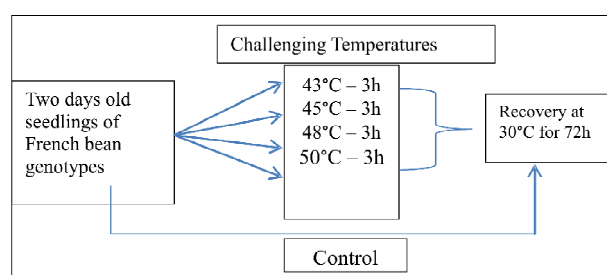 Challenging Temperatures
Two days old
seedlings of
French bean
genotypes
43°C – 3h
45°C – 3h
48°C – 3h
50°C – 3h
Recovery at
30°C for 72h
Control